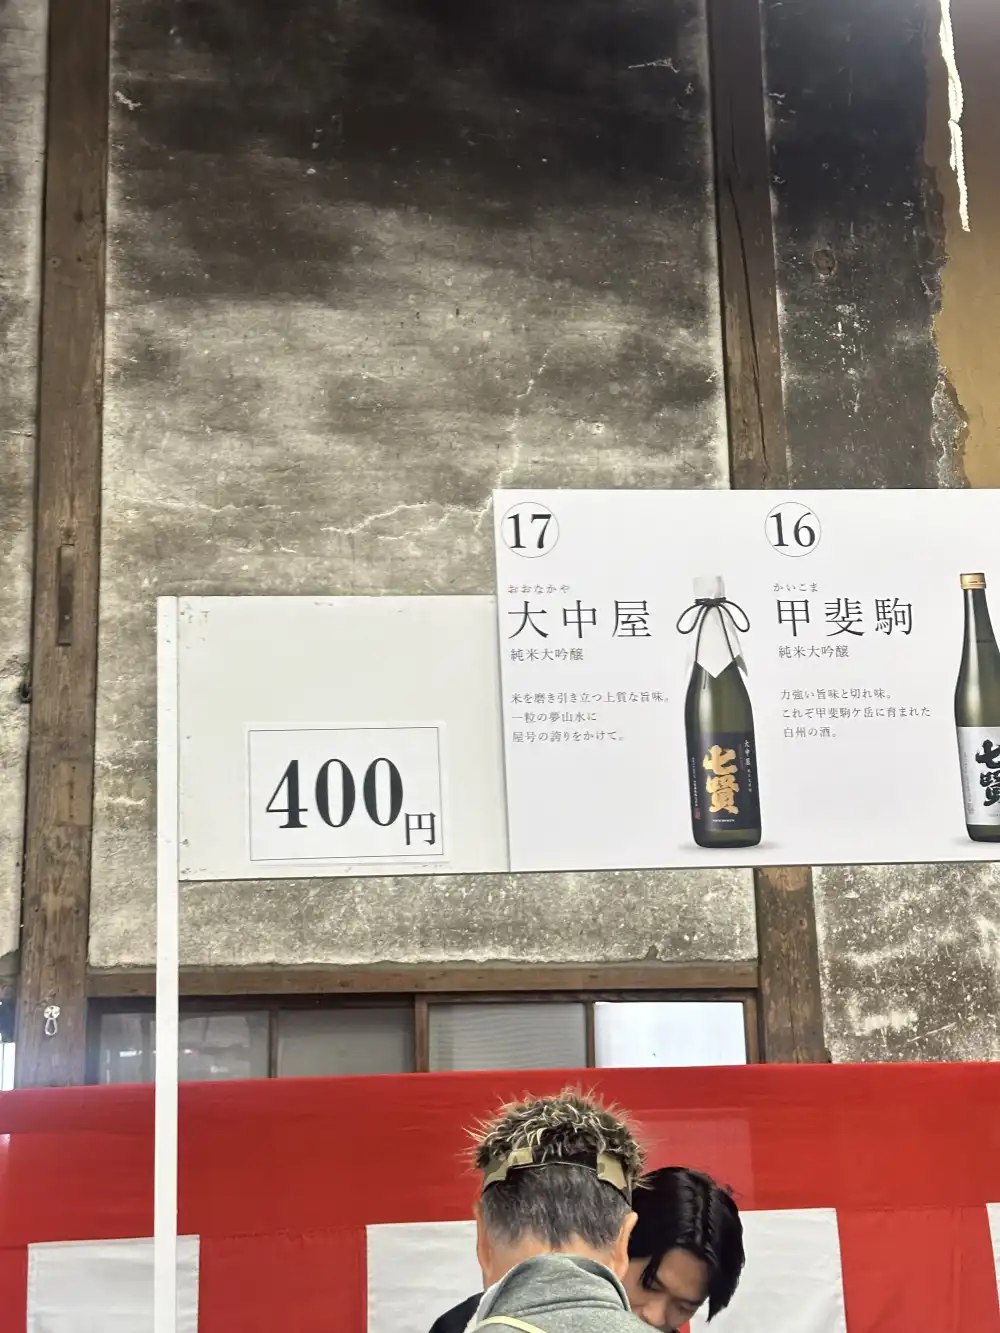 17
おおなかや
大中屋
純米大吟醸
米を磨き引き立つ上質な旨味。
一粒の夢山水に
屋号の誇りをかけて。
大中屋
七賢
16
かいこま
甲斐駒
純米大吟醸
力強い旨味と切れ味。
これぞ甲斐駒ケ岳に育まれた
白州の酒。
七賢
400円